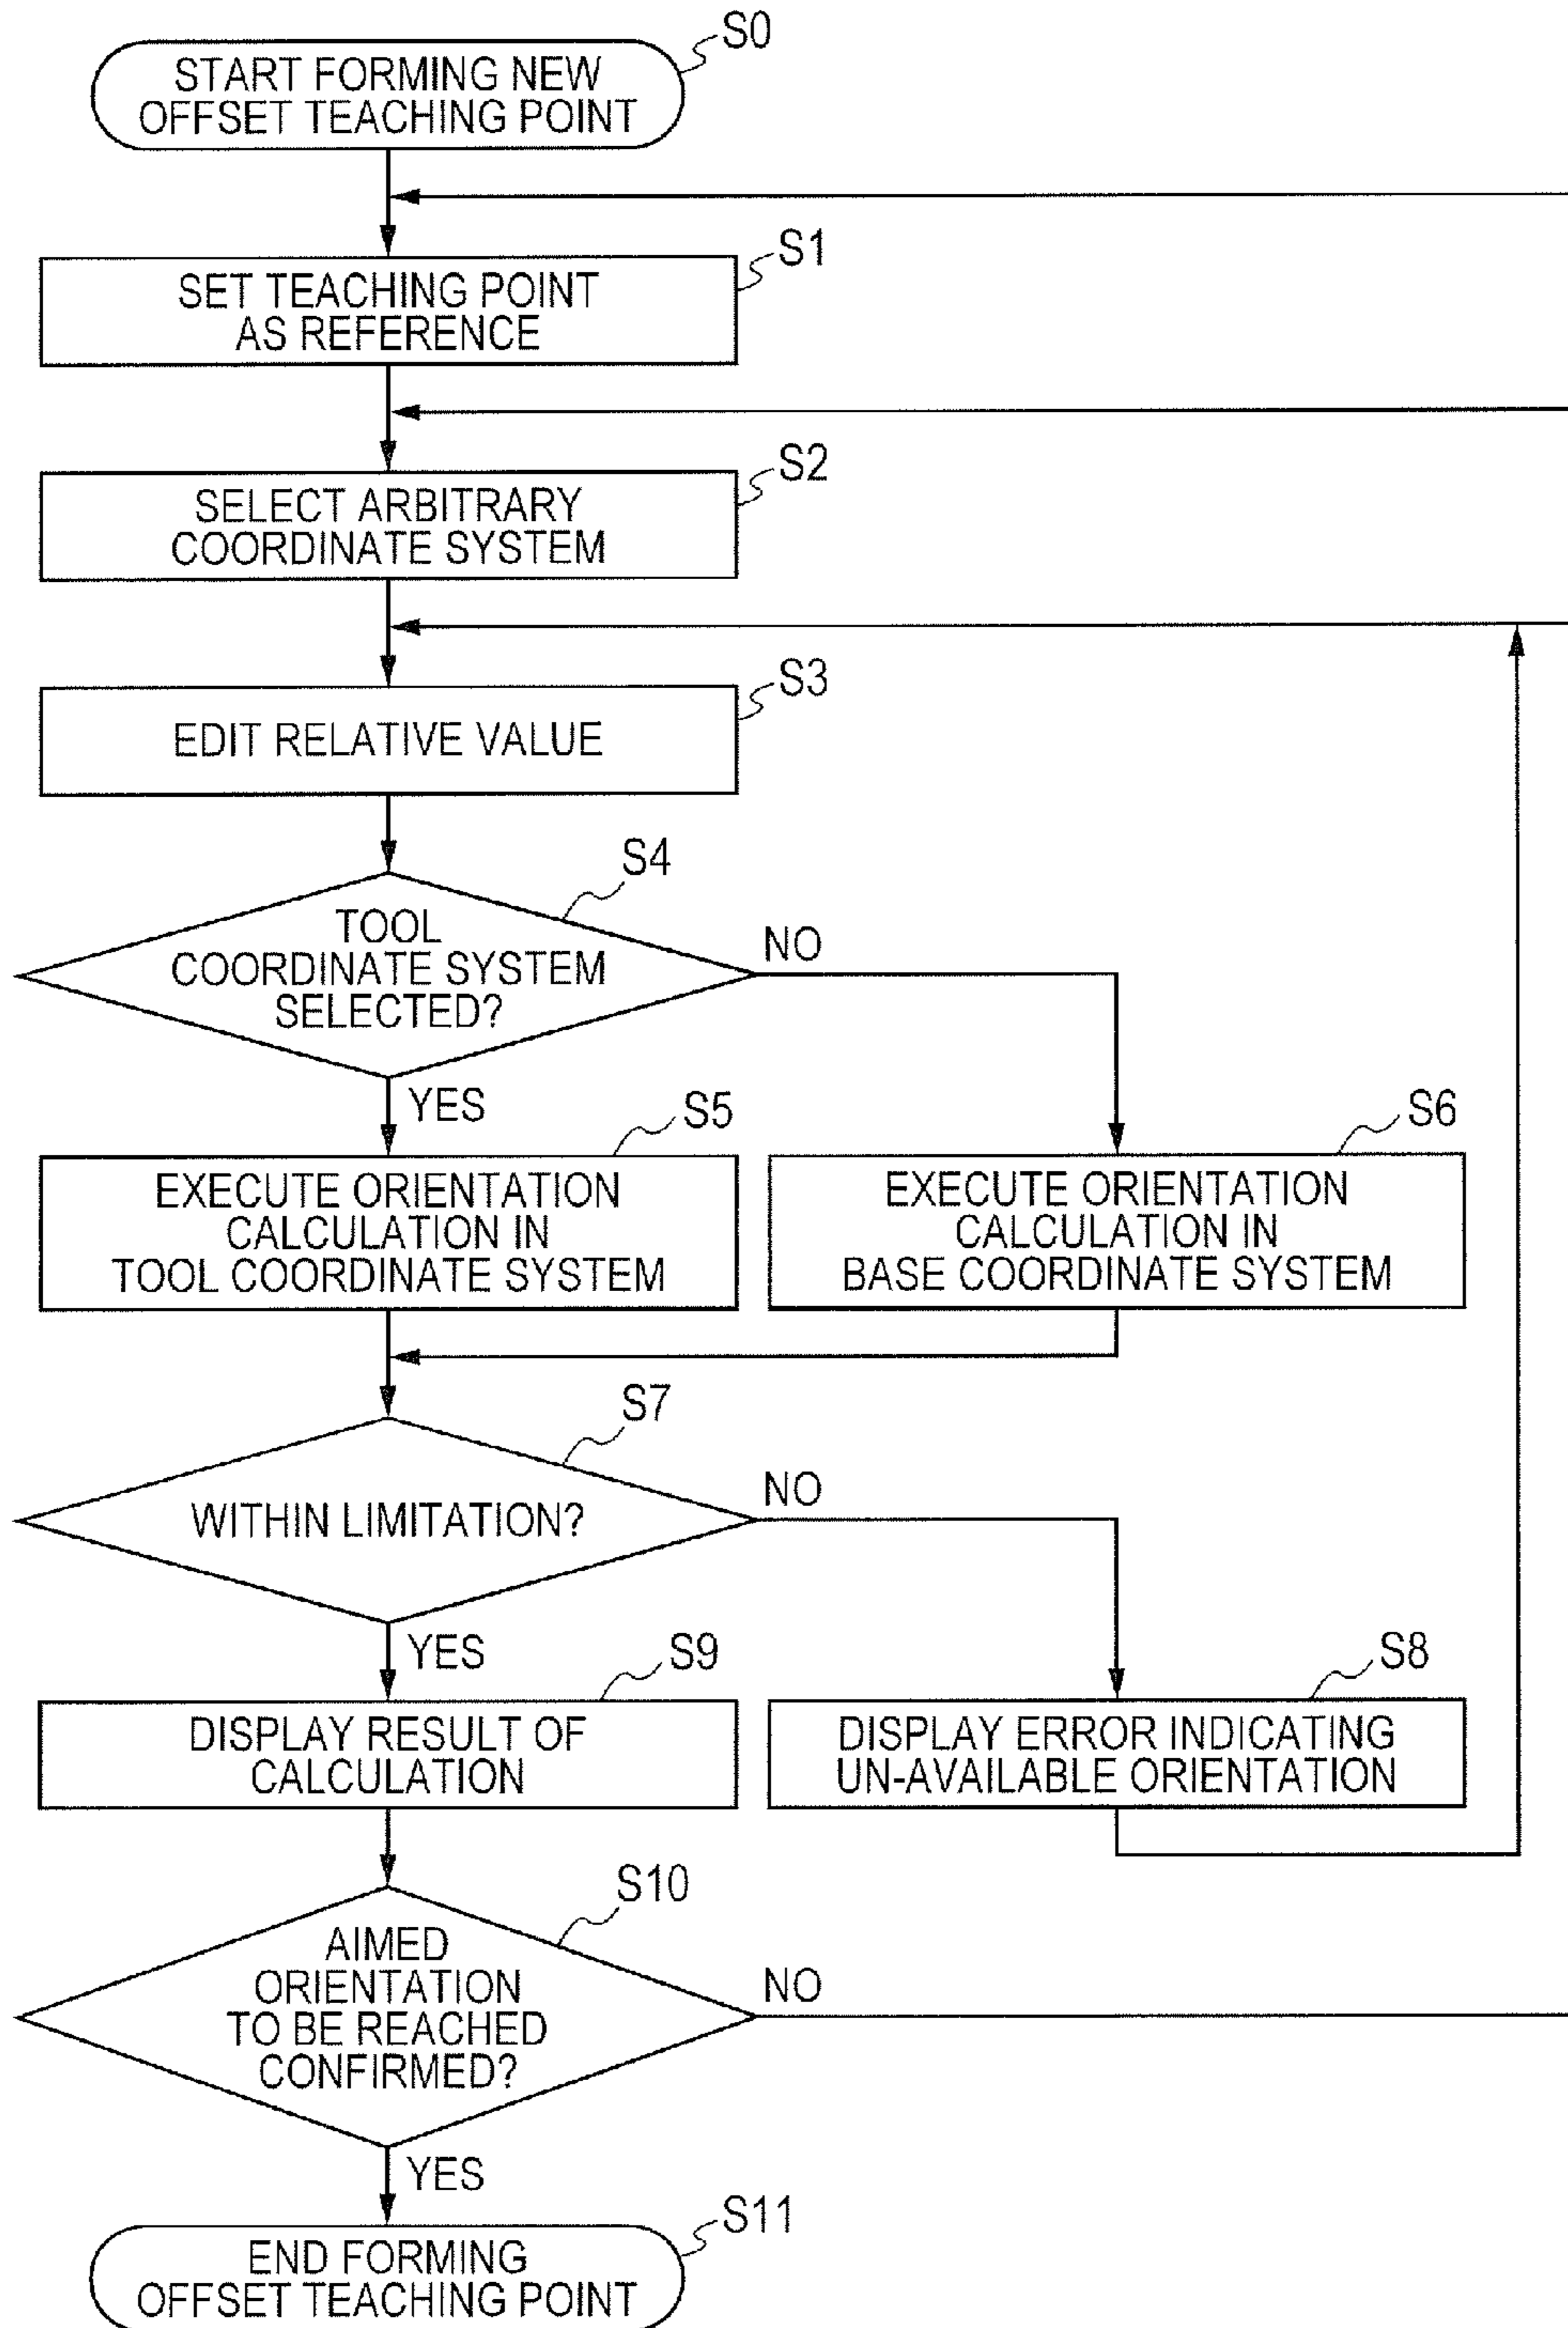 S0
START FORMING NEW
OFFSET TEACHING POINT
S1
SET TEACHING POINT
AS REFERENCE
S2
SELECT ARBITRARY
COORDINATE SYSTEM
S3
EDIT RELATIVE VALUE
S4
TOOL
COORDINATE SYSTEM
SELECTED?
NO
YES
S5
EXECUTE ORIENTATION
CALCULATION IN
TOOL COORDINATE SYSTEM
S6
EXECUTE ORIENTATION
CALCULATION IN
BASE COORDINATE SYSTEM
S7
WITHIN LIMITATION?
NO
YES
S9
DISPLAY RESULT OF
CALCULATION
S8
DISPLAY ERROR INDICATING
UN-AVAILABLE ORIENTATION
S10
AIMED
ORIENTATION
TO BE REACHED
CONFIRMED?
NO
YES
S11
END FORMING
OFFSET TEACHING POINT